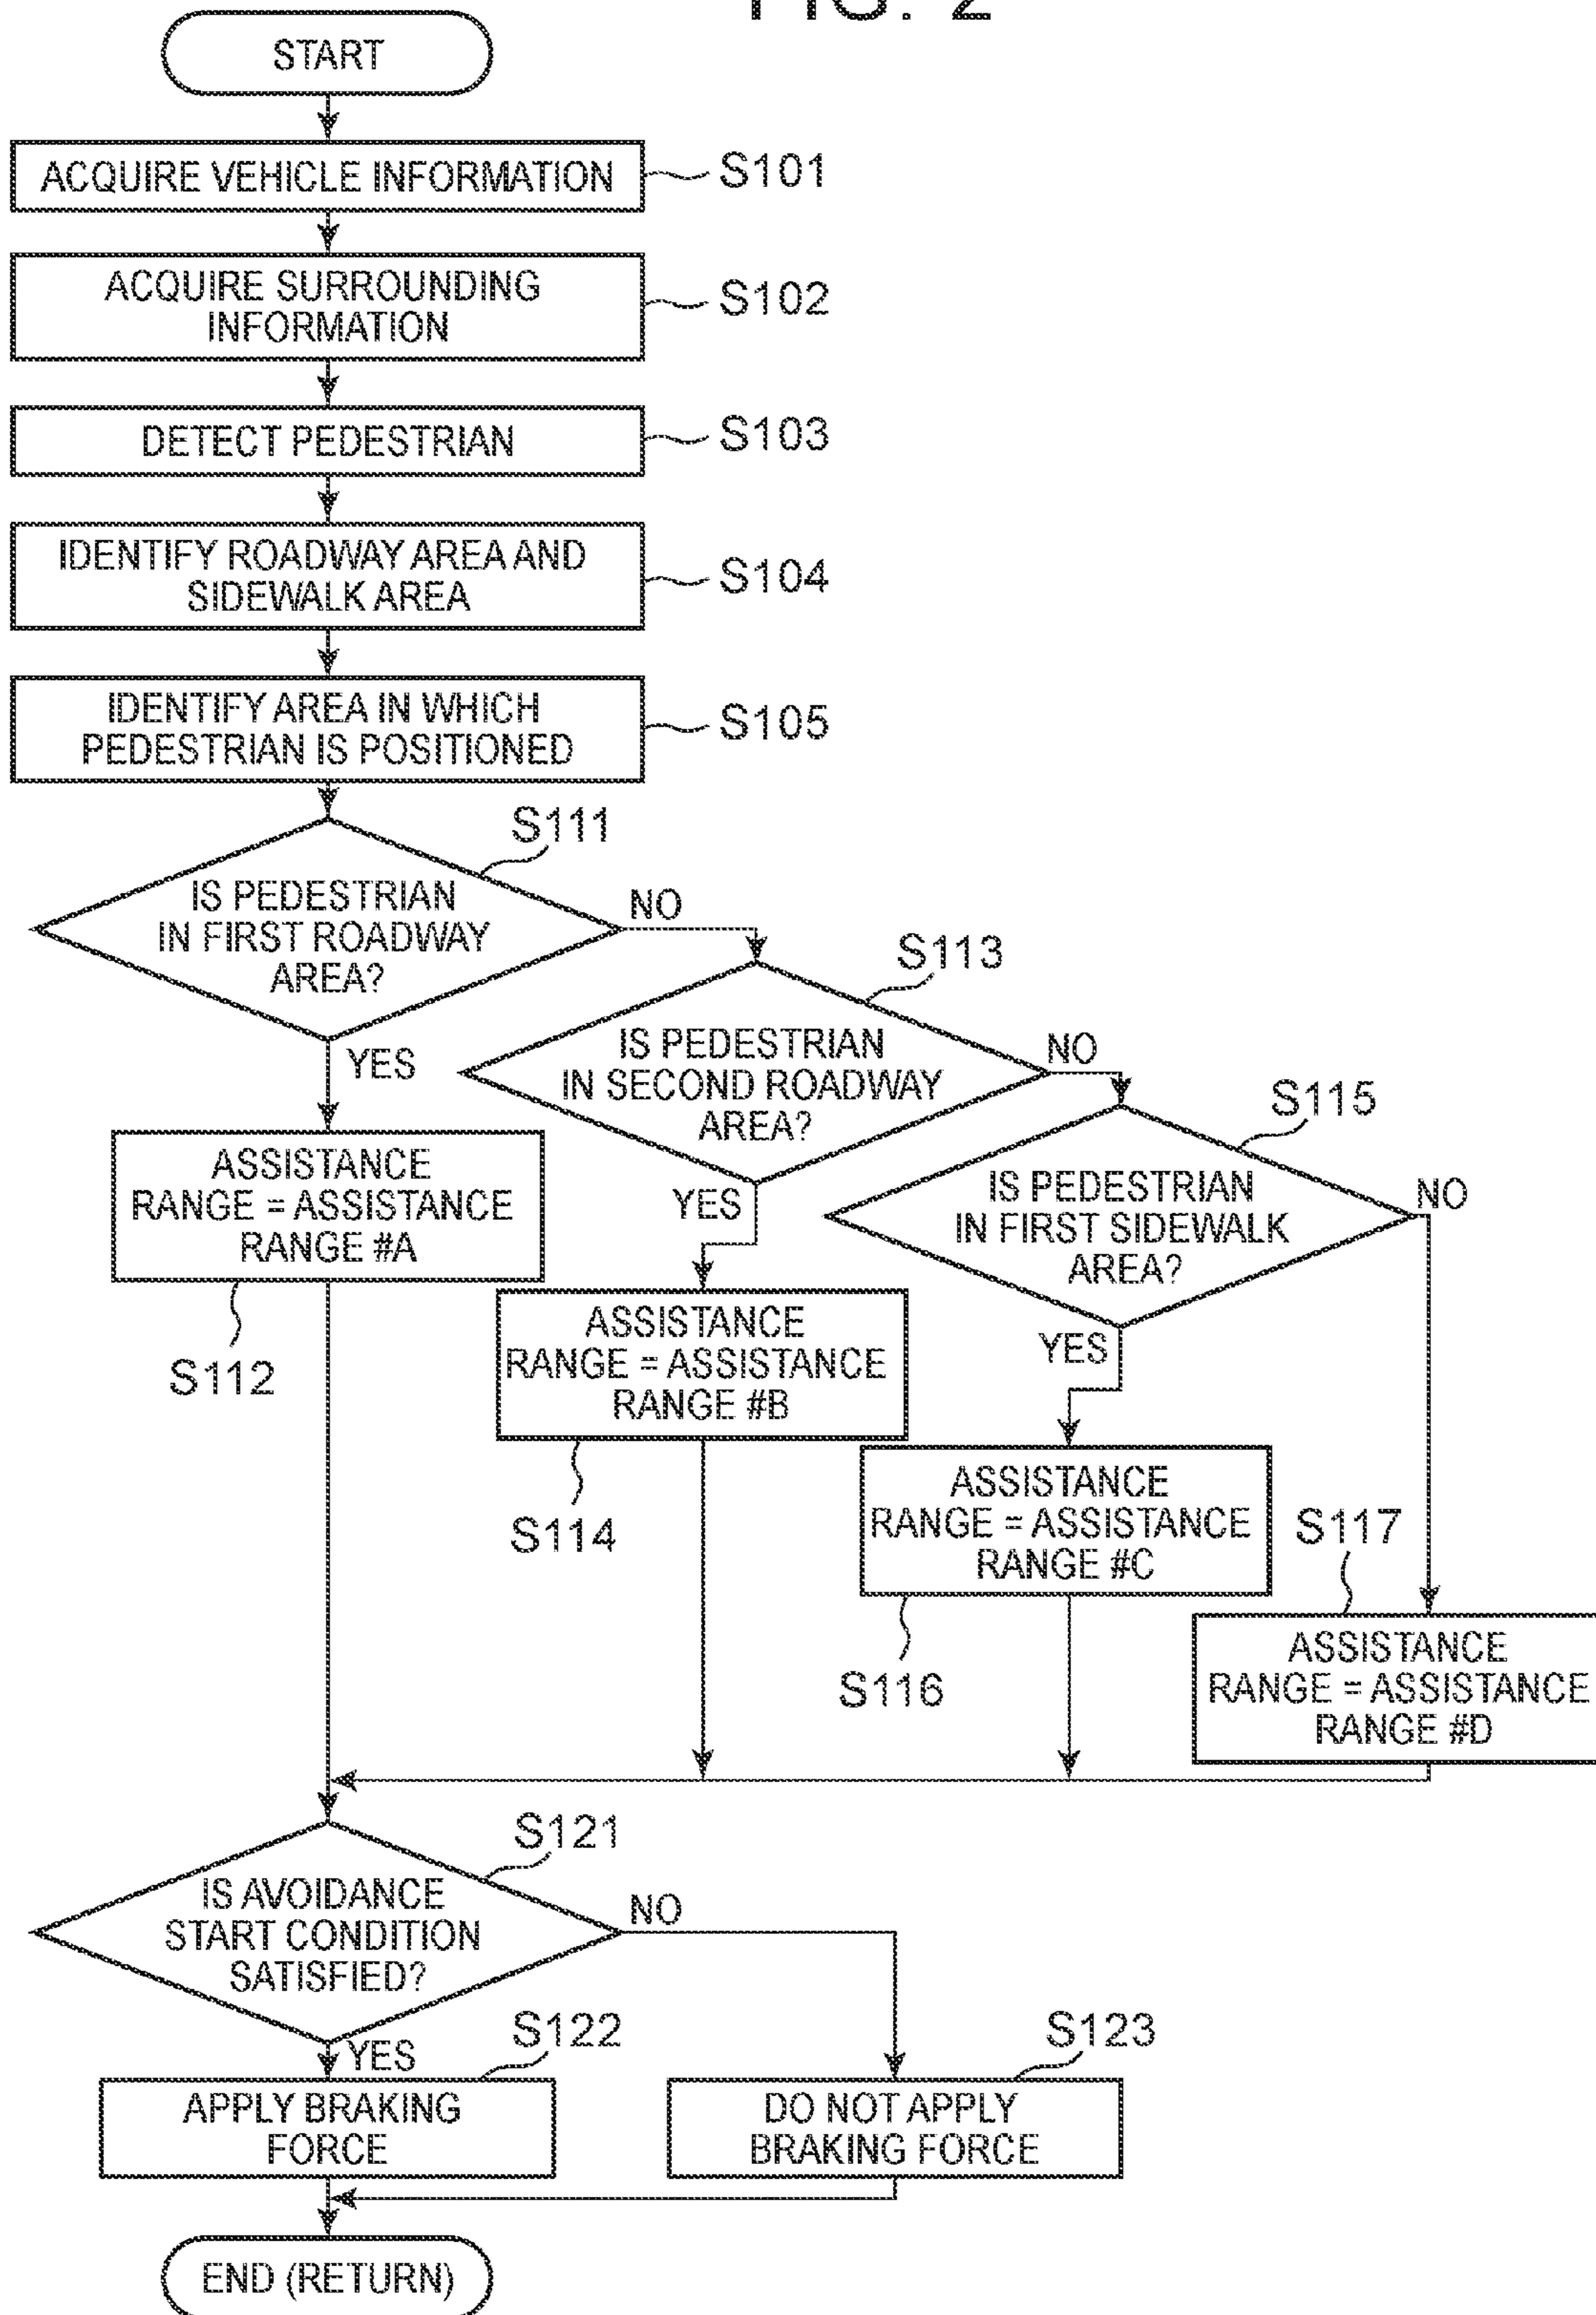 FIG. 2
START
ACQUIRE VEHICLE INFORMATION
S101
ACQUIRE SURROUNDING
INFORMATION
S102
DETECT PEDESTRIAN
S103
IDENTIFY ROADWAY AREA AND
SIDEWALK AREA
S104
IDENTIFY AREA IN WHICH
PEDESTRIAN IS POSITIONED
S105
S111
IS PEDESTRIAN
IN FIRST ROADWAY
AREA?
NO
YES
S113
IS PEDESTRIAN
IN SECOND ROADWAY
AREA?
NO
YES
S115
IS PEDESTRIAN
IN FIRST SIDEWALK
AREA?
NO
YES
ASSISTANCE
RANGE = ASSISTANCE
RANGE #A
S112
ASSISTANCE
RANGE = ASSISTANCE
RANGE #B
S114
ASSISTANCE
RANGE = ASSISTANCE
RANGE #C
S116
S117
ASSISTANCE
RANGE = ASSISTANCE
RANGE #D
S121
IS AVOIDANCE
START CONDITION
SATISFIED?
NO
YES
S122
APPLY BRAKING
FORCE
S123
DO NOT APPLY
BRAKING FORCE
END (RETURN)